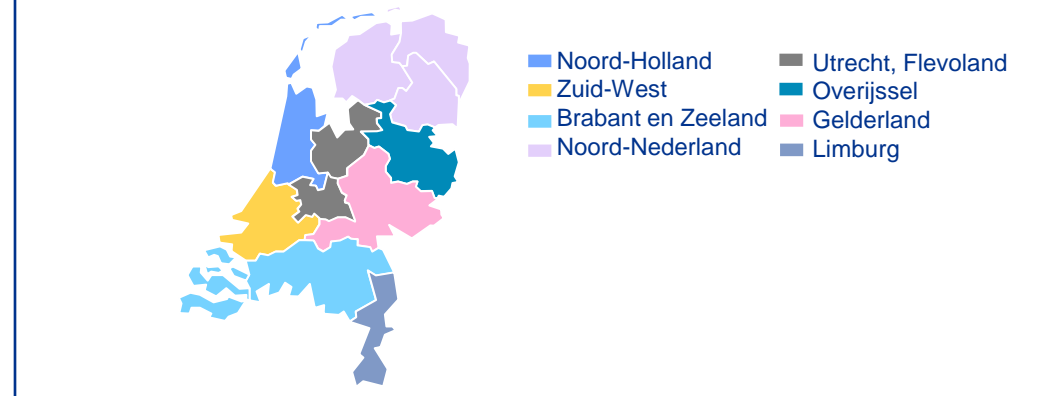 Noord-Holland
Zuid-West
Brabant en Zeeland
Noord-Nederland
Utrecht, Flevoland
Overijssel
Gelderland
Limburg